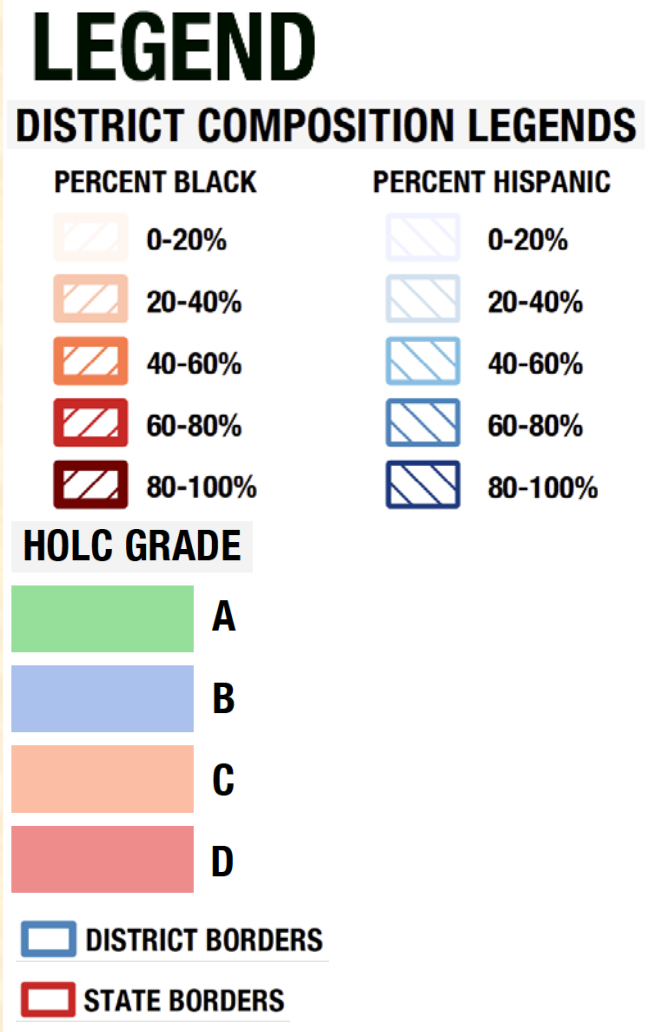 LEGEND
DISTRICT COMPOSITION LEGENDS
PERCENT BLACK
0-20%
20-40%
40-60%
60-80%
80-100%
PERCENT HISPANIC
0-20%
20-40%
40-60%
60-80%
80-100%
HOLC GRADE
A
B
C
D
DISTRICT BORDERS
STATE BORDERS